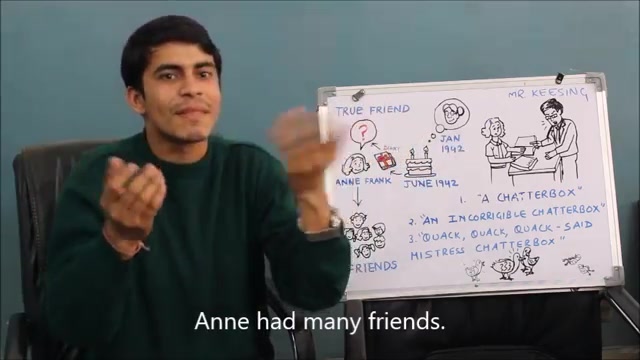 MR. KEESING
TRUE FRIEND
?
DIARY
JAN
1942
ANNE FRANK
JUNE 1942
1. "A CHATTERBOX"
2. "AN INCORRIGIBLE CHATTERBOX"
3. "QUACK, QUACK, QUACK - SAID
MISTRESS CHATTERBOX"
FRIENDS
Anne had many friends.